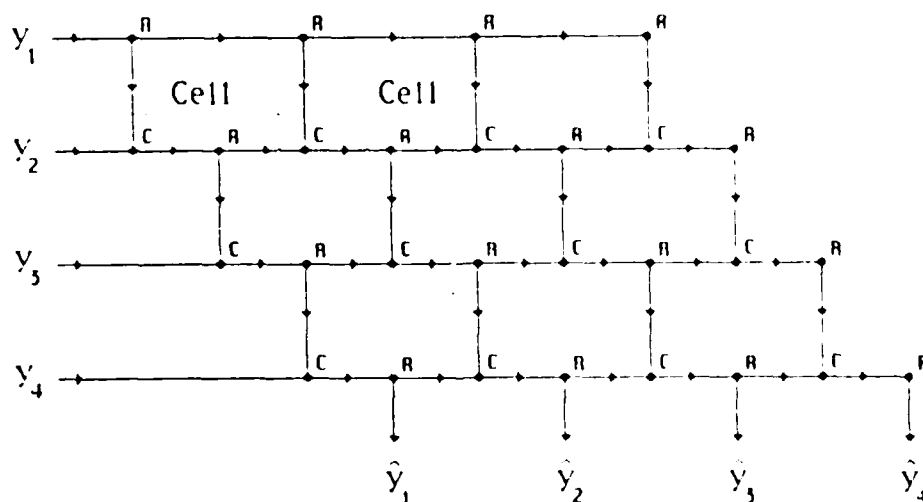 y₁ R R R R
Cell Cell
y₂ C R C R C R C R
y₃ C R C R C R C R
y₄ C R C R C R C R
ŷ₁ ŷ₂ ŷ₃ ŷ₄